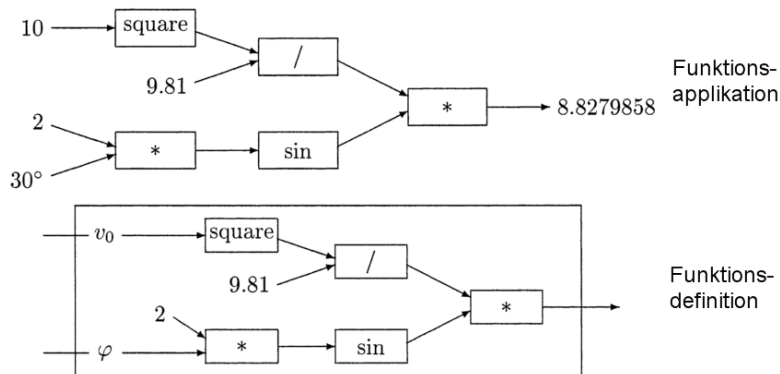 10
square
/
9.81
Funktions-
applikation
*
8.8279858
2
*
sin
30°
v₀
square
/
9.81
Funktions-
definition
*
2
φ
*
sin